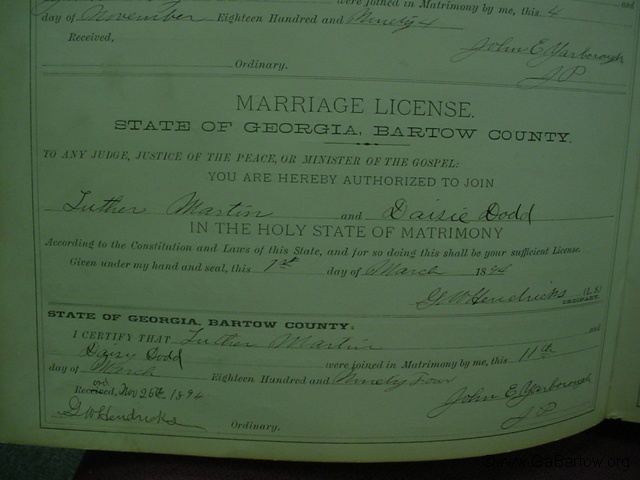 were joined in Matrimony by me, this 4
day of November Eighteen Hundred and Ninety 4
Received, John E Yarborough
Ordinary. J P
MARRIAGE LICENSE.
STATE OF GEORGIA, BARTOW COUNTY.
TO ANY JUDGE, JUSTICE OF THE PEACE, OR MINISTER OF THE GOSPEL:
YOU ARE HEREBY AUTHORIZED TO JOIN
Luther Martin and Daisie Dodd
IN THE HOLY STATE OF MATRIMONY
According to the Constitution and Laws of this State, and for so doing this shall be your sufficient License.
Given under my hand and seal, this 7th day of March 1894
G W Hendricks (L.S)
ORDINARY.
STATE OF GEORGIA, BARTOW COUNTY:
I CERTIFY THAT Luther Martin and
Daisy Dodd were joined in Matrimony by me, this 11th
day of March Eighteen Hundred and Ninety Four
Received, Nov 26th 1894 John E Yarborough
G W Hendricks Ordinary. J P
www.GaBartow.org